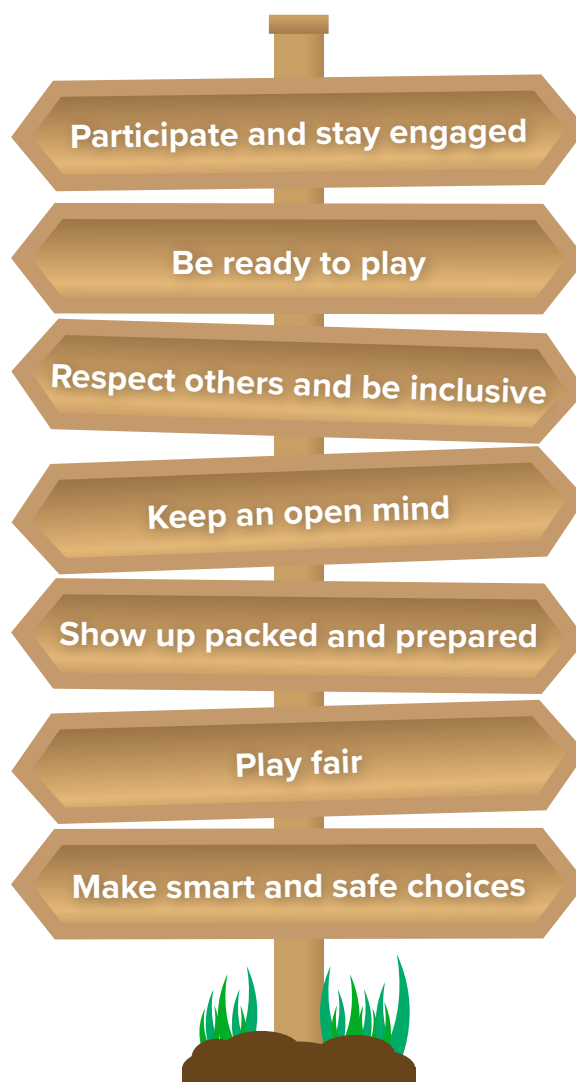 Participate and stay engaged
Be ready to play
Respect others and be inclusive
Keep an open mind
Show up packed and prepared
Play fair
Make smart and safe choices